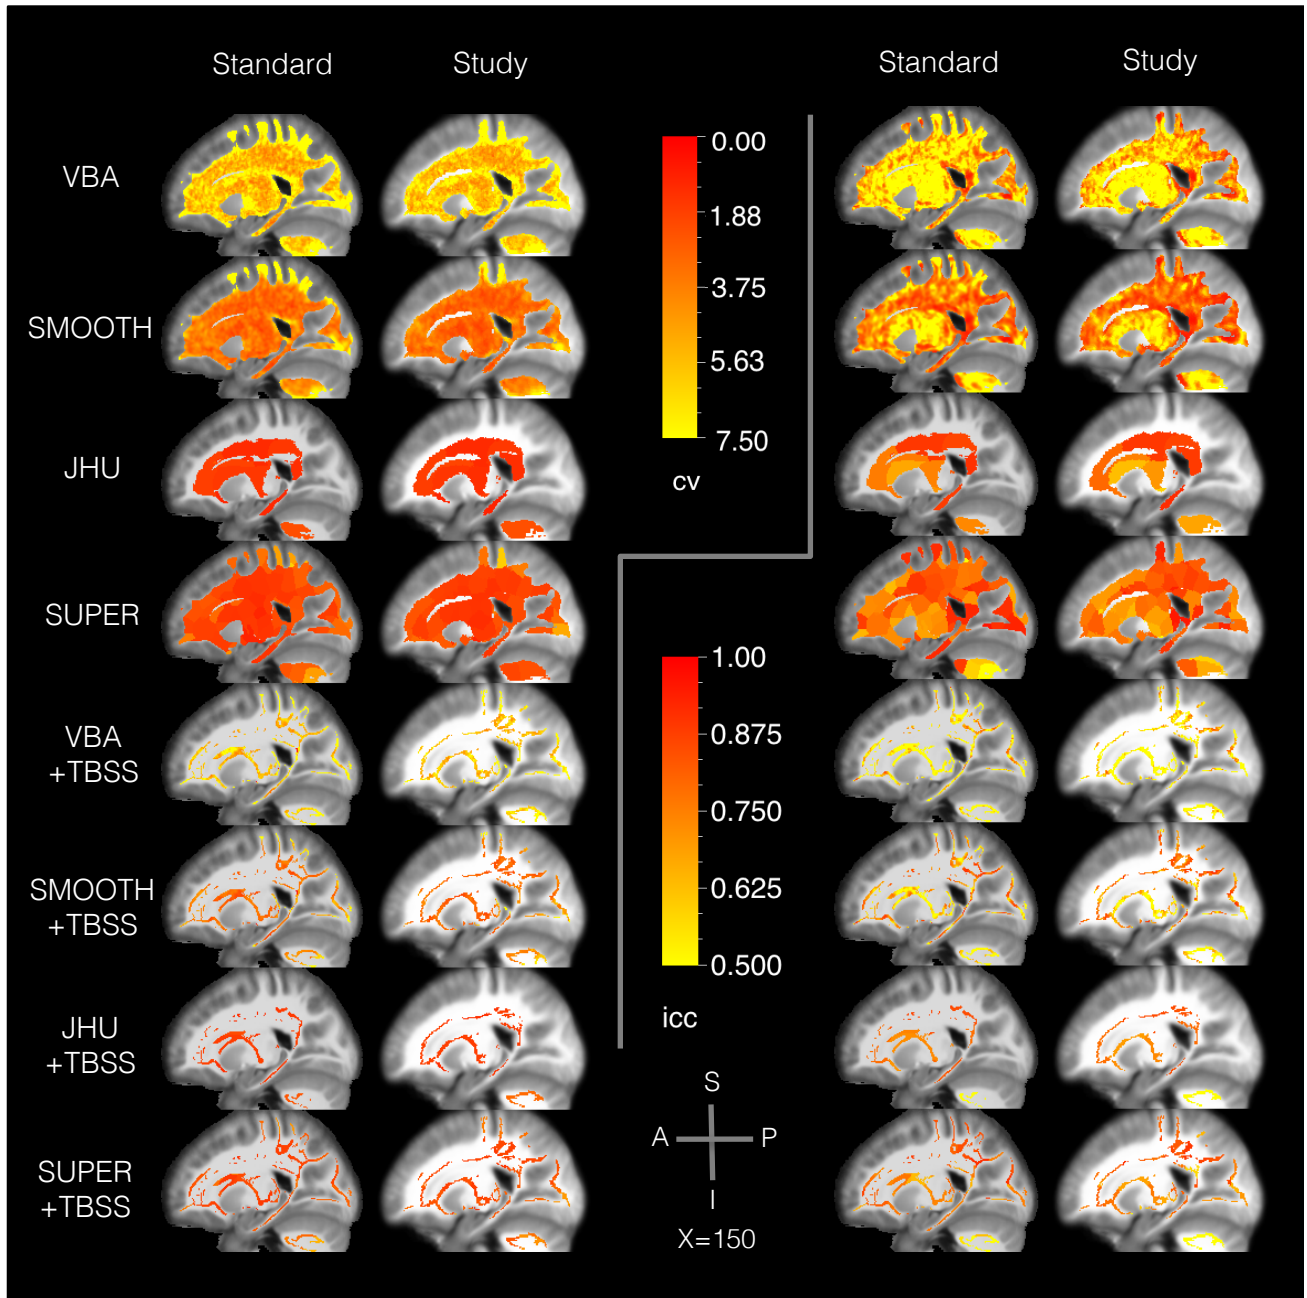 Standard Study Standard Study
VBA
SMOOTH
JHU
SUPER
VBA
+TBSS
SMOOTH
+TBSS
JHU
+TBSS
SUPER
+TBSS
0.00
1.88
3.75
5.63
7.50
cv
1.00
0.875
0.750
0.625
0.500
icc
S
A P
I
X=150